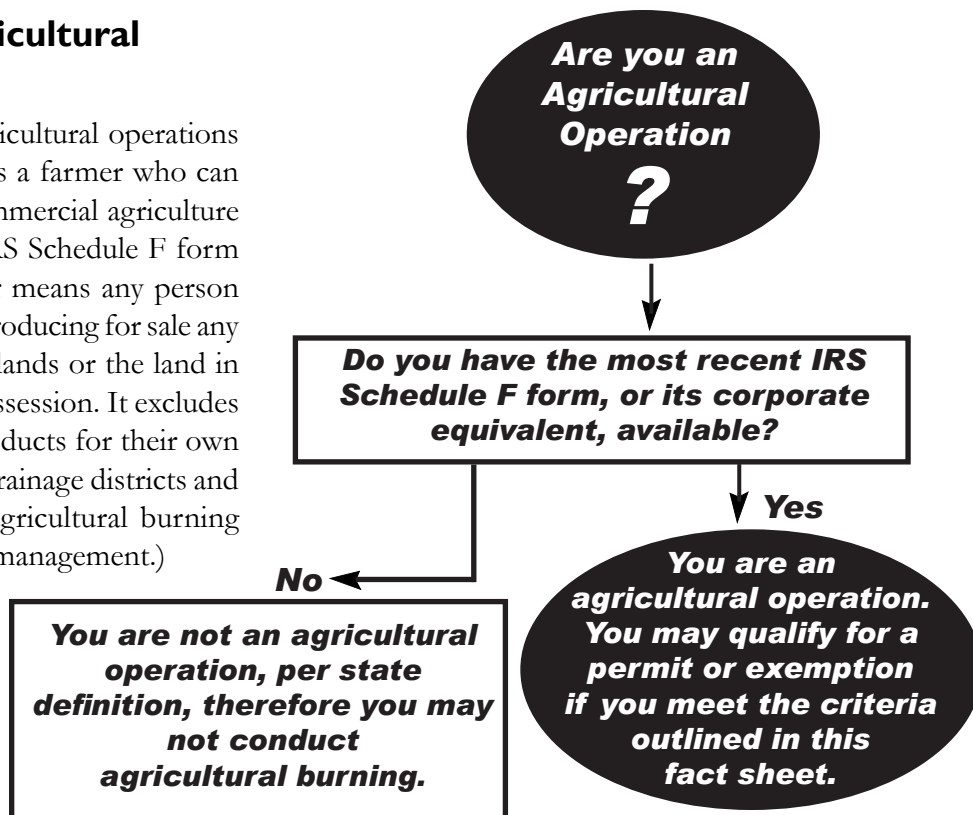 icultural
icultural operations
s a farmer who can
nmercial agriculture
RS Schedule F form
r means any person
roducing for sale any
lands or the land in
ssession. It excludes
ducts for their own
rainage districts and
gricultural burning
management.)
Are you an
Agricultural
Operation
?
Do you have the most recent IRS
Schedule F form, or its corporate
equivalent, available?
Yes
No
You are not an agricultural
operation, per state
definition, therefore you may
not conduct
agricultural burning.
You are an
agricultural operation.
You may qualify for a
permit or exemption
if you meet the criteria
outlined in this
fact sheet.